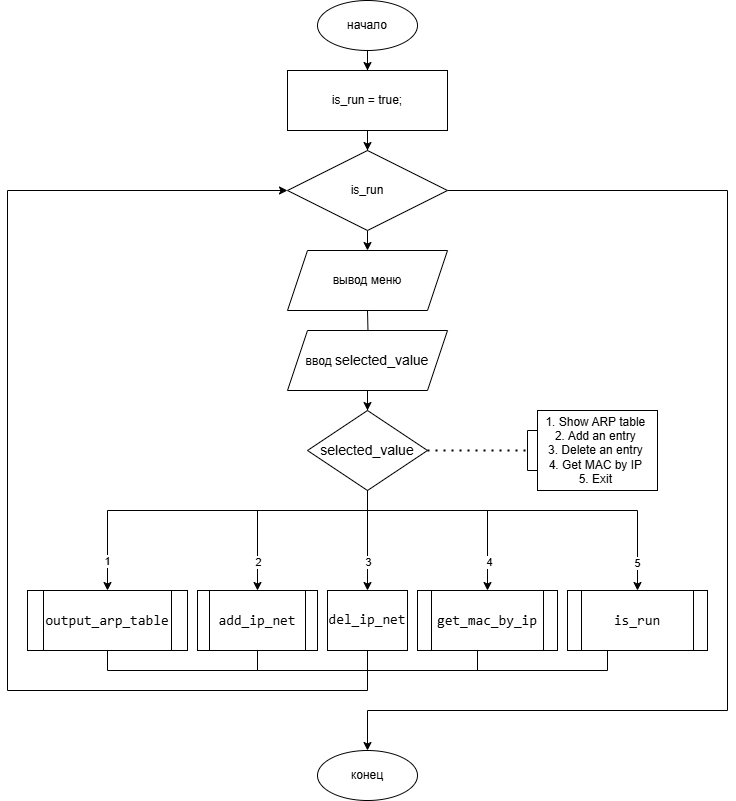 начало
is_run = true;
is_run
вывод меню
ввод selected_value
selected_value
1. Show ARP table
2. Add an entry
3. Delete an entry
4. Get MAC by IP
5. Exit
1
2
3
4
5
output_arp_table
add_ip_net
del_ip_net
get_mac_by_ip
is_run
конец